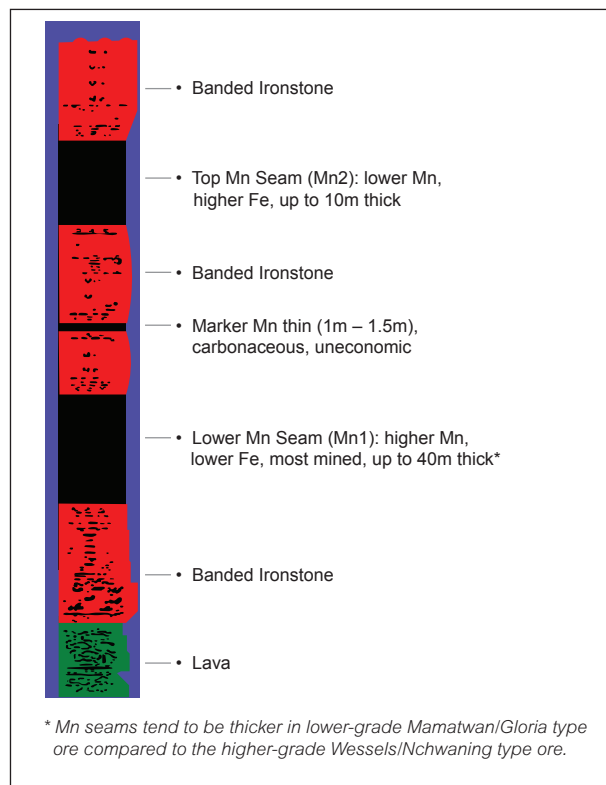 • Banded Ironstone
• Top Mn Seam (Mn2): lower Mn,
higher Fe, up to 10m thick
• Banded Ironstone
• Marker Mn thin (1m – 1.5m),
carbonaceous, uneconomic
• Lower Mn Seam (Mn1): higher Mn,
lower Fe, most mined, up to 40m thick*
• Banded Ironstone
• Lava
* Mn seams tend to be thicker in lower-grade Mamatwan/Gloria type
ore compared to the higher-grade Wessels/Nchwaning type ore.